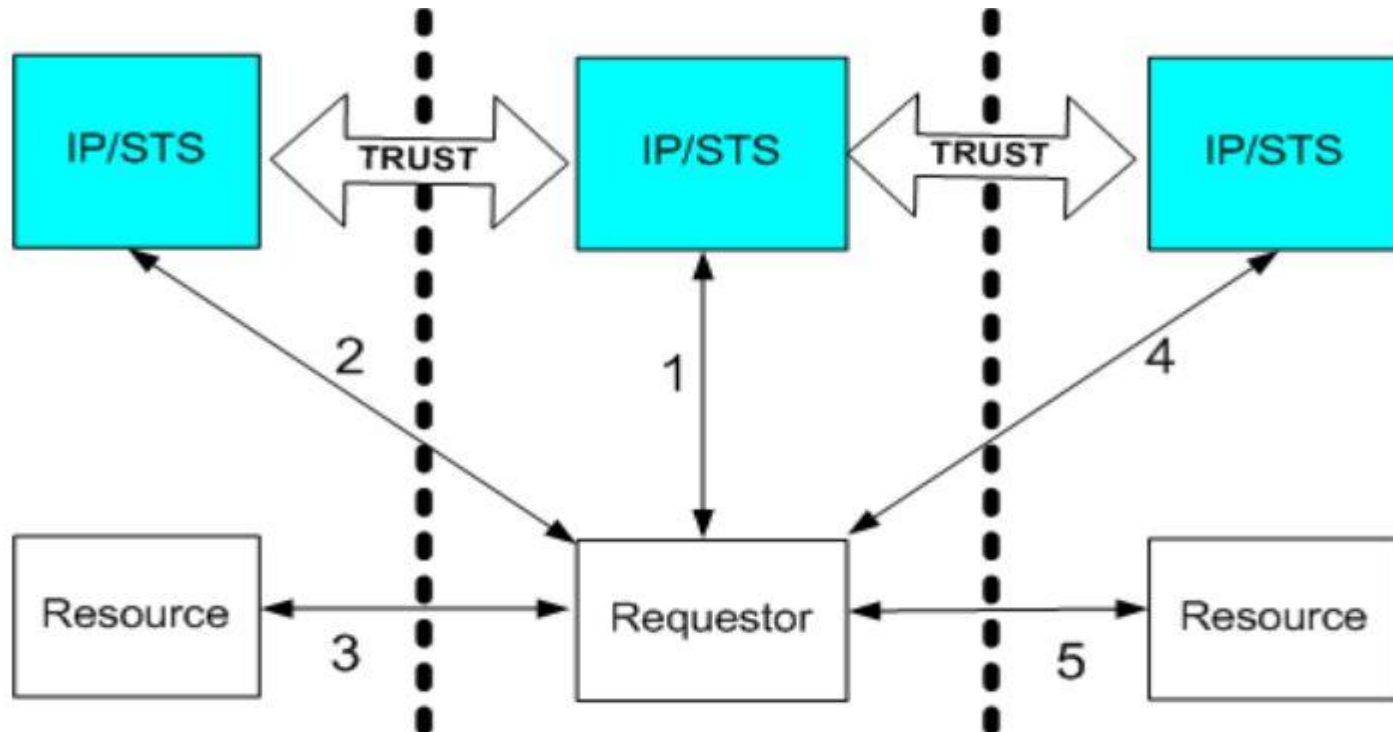 IP/STS
TRUST
IP/STS
TRUST
IP/STS
2
1
4
Resource
3
Requestor
5
Resource